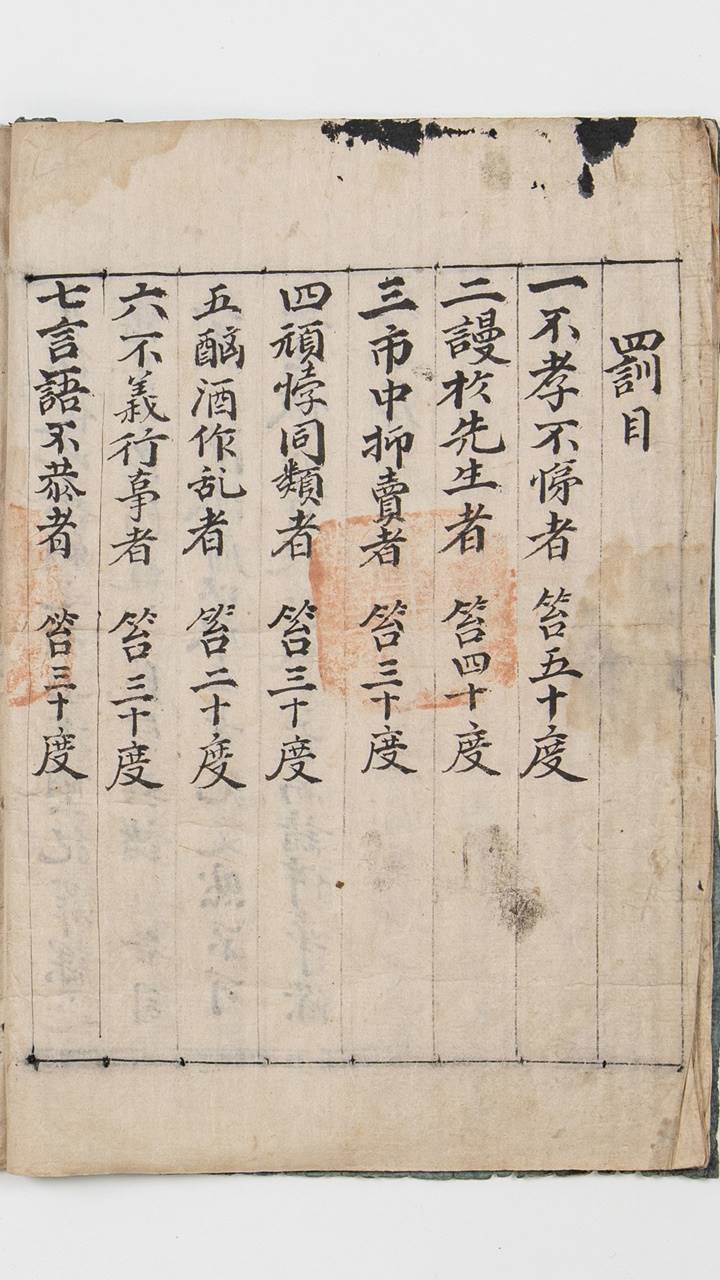 罰目
一不孝不悌者 笞五十度
二謾於先生者 笞四十度
三市中抑賣者 笞三十度
四頑悖同類者 笞三十度
五酗酒作乱者 笞二十度
六不義行事者 笞三十度
七言語不恭者 笞三十度